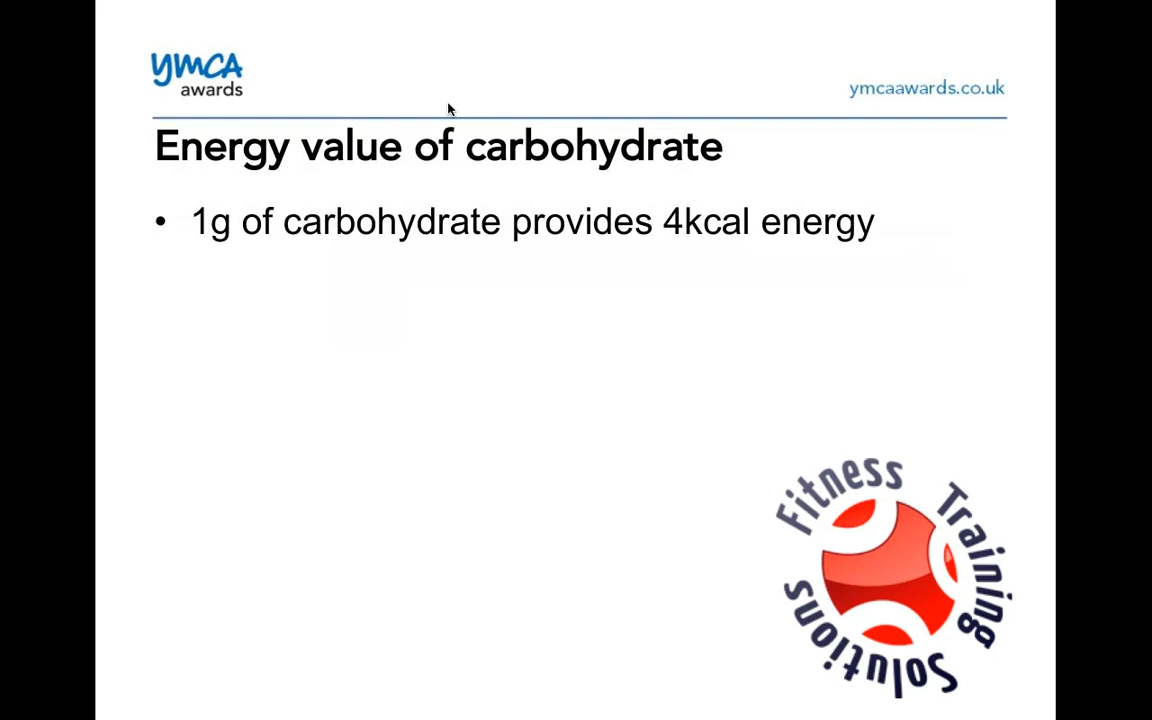 ymca
awards
ymcaawards.co.uk
Energy value of carbohydrate
• 1g of carbohydrate provides 4kcal energy
Fitness Training Solutions